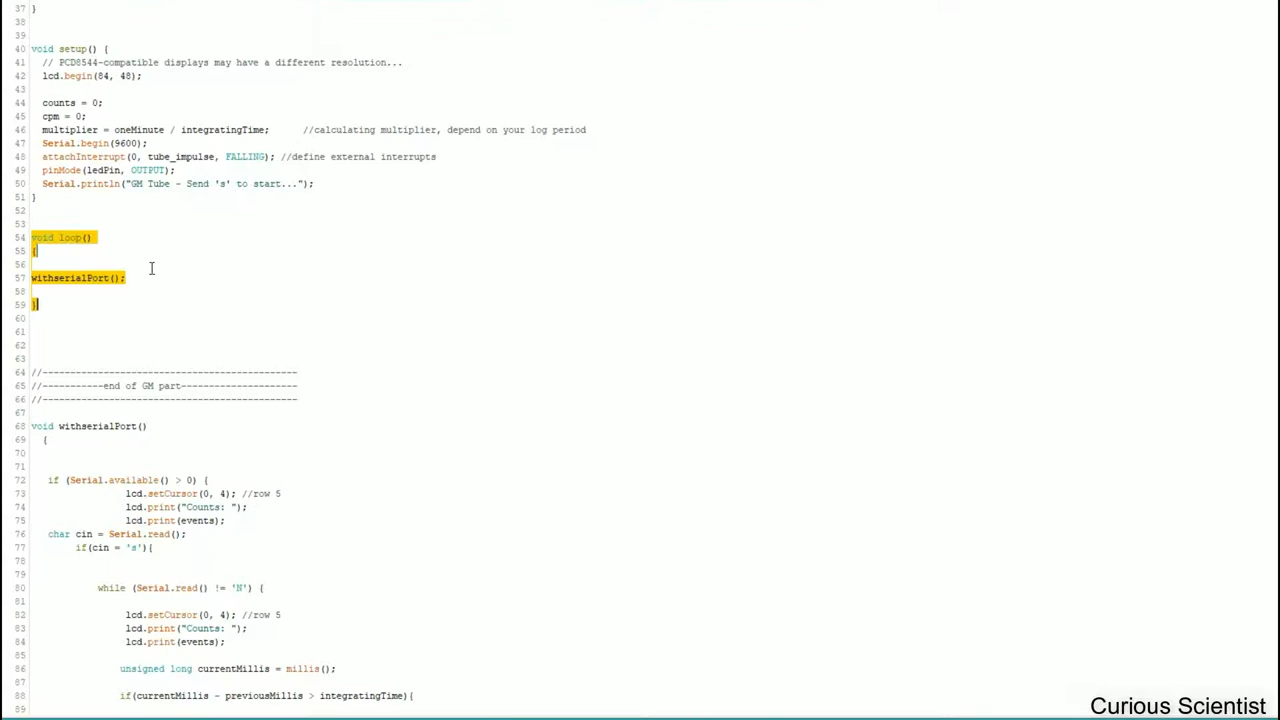 37 }
38
39
40 void setup() {
41 // PCD8544-compatible displays may have a different resolution...
42 lcd.begin(84, 48);
43
44 counts = 0;
45 cpm = 0;
46 multiplier = oneMinute / integratingTime; //calculating multiplier, depend on your log period
47 Serial.begin(9600);
48 attachInterrupt(0, tube_impulse, FALLING); //define external interrupts
49 pinMode(ledPin, OUTPUT);
50 Serial.println("GM Tube - Send 's' to start...");
51 }
52
53
54 void loop()
55 {
56
57 withserialPort();
58
59 }
60
61
62
63
64 //-----------------------------------------------
65 //-----------end of GM part---------------------
66 //-----------------------------------------------
67
68 void withserialPort()
69 {
70
71
72 if (Serial.available() > 0) {
73 lcd.setCursor(0, 4); //row 5
74 lcd.print("Counts: ");
75 lcd.print(events);
76 char cin = Serial.read();
77 if(cin = 's'){
78
79
80 while (Serial.read() != 'N') {
81
82 lcd.setCursor(0, 4); //row 5
83 lcd.print("Counts: ");
84 lcd.print(events);
85
86 unsigned long currentMillis = millis();
87
88 if(currentMillis - previousMillis > integratingTime){
89
Curious Scientist